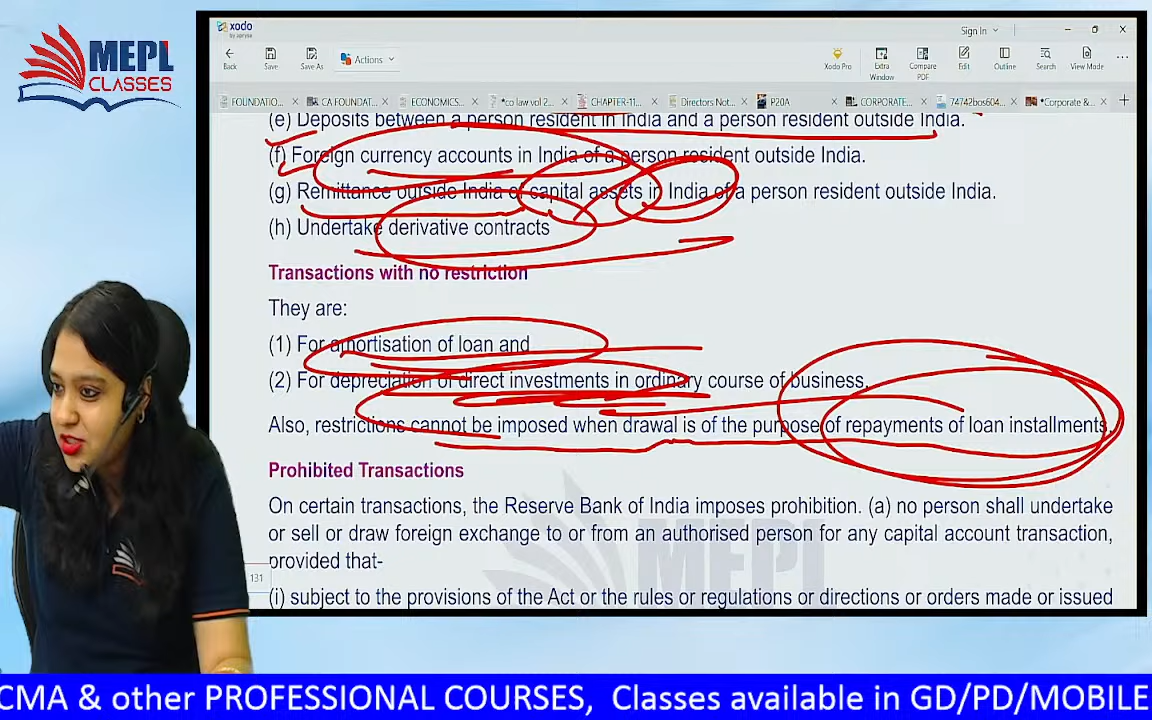 MEPL
CLASSES
xodo
by apryse
Sign In
Back
Save
Save As
Actions
Xodo Pro
Extra Window
Compare PDF
Edit
Outline
Search
View Mode
FOUNDATIO...
CA FOUNDAT...
ECONOMICS...
*co law vol 2...
CHAPTER-11...
Directors Not...
P20A
CORPORATE...
74742bos604...
*Corporate &...
(e) Deposits between a person resident in India and a person resident outside India.
(f) Foreign currency accounts in India of a person resident outside India.
(g) Remittance outside India of capital assets in India of a person resident outside India.
(h) Undertake derivative contracts
Transactions with no restriction
They are:
(1) For amortisation of loan and
(2) For depreciation of direct investments in ordinary course of business.
Also, restrictions cannot be imposed when drawal is of the purpose of repayments of loan installments.
Prohibited Transactions
On certain transactions, the Reserve Bank of India imposes prohibition. (a) no person shall undertake
or sell or draw foreign exchange to or from an authorised person for any capital account transaction,
provided that-
131
(i) subject to the provisions of the Act or the rules or regulations or directions or orders made or issued
MEPL
CMA & other PROFESSIONAL COURSES, Classes available in GD/PD/MOBILE